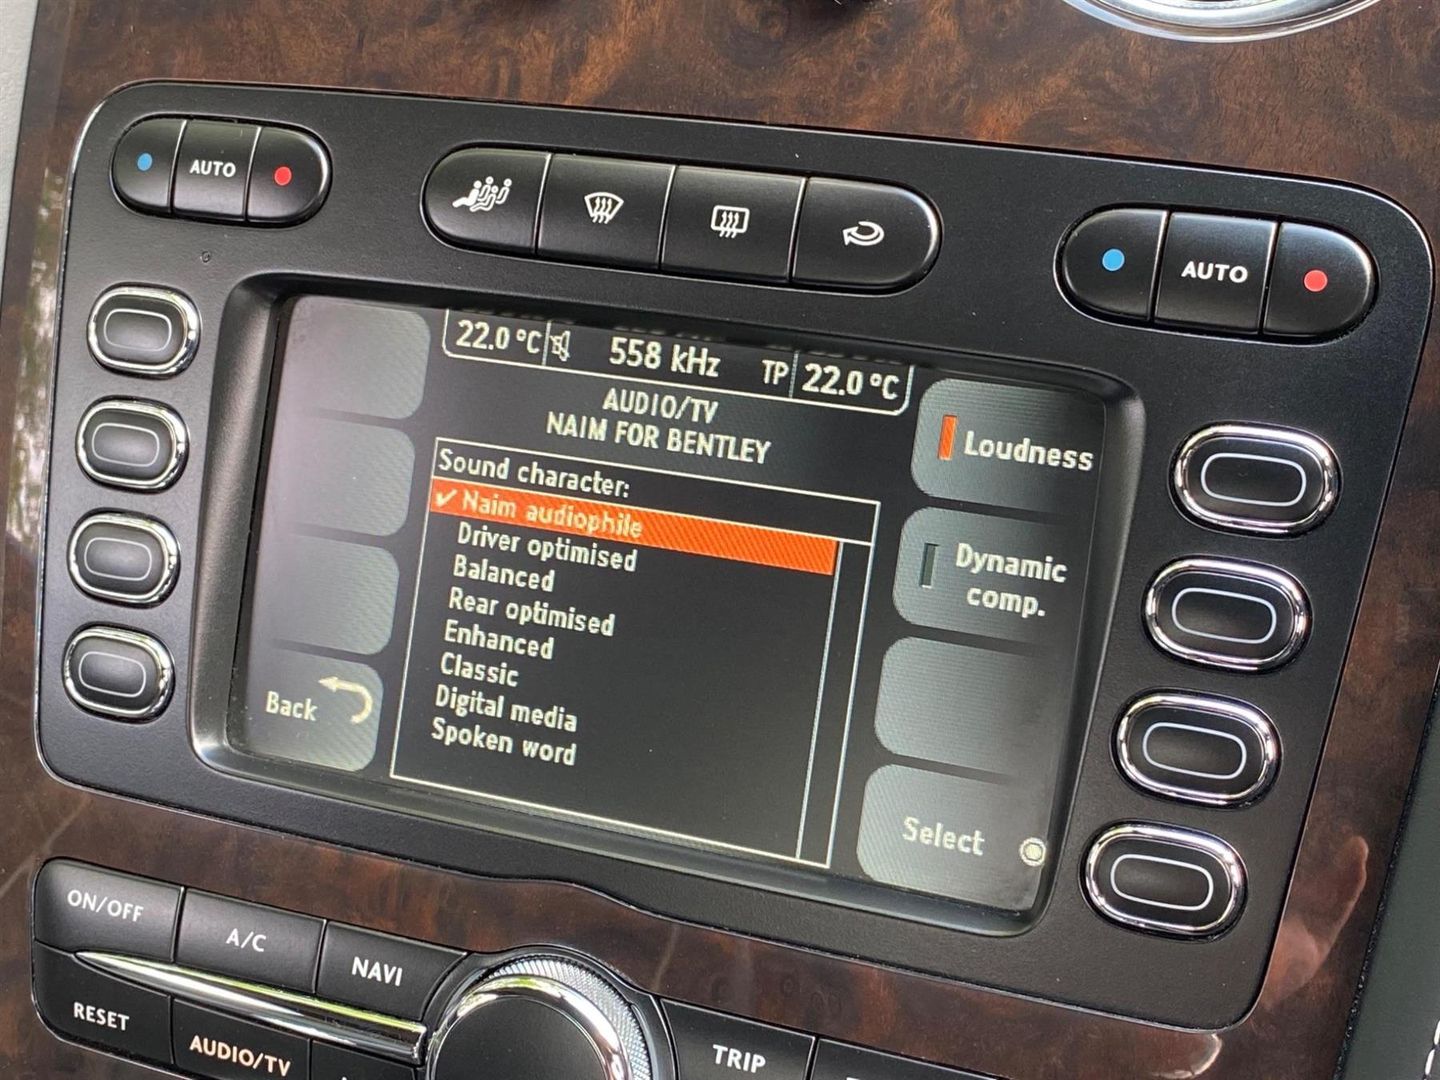 AUTO
AUTO
22.0 °C
558 kHz
TP
22.0 °C
AUDIO/TV
NAIM FOR BENTLEY
Sound character:
✓ Naim audiophile
Driver optimised
Balanced
Rear optimised
Enhanced
Classic
Digital media
Spoken word
Back
Loudness
Dynamic
comp.
Select
ON/OFF
A/C
NAVI
RESET
AUDIO/TV
TRIP